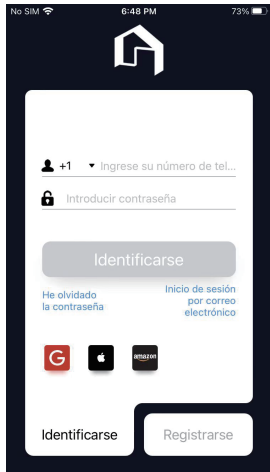 No SIM 6:48 PM 73%
+1 Ingrese su número de tel...
Introducir contraseña
Identificarse
He olvidado
la contraseña
Inicio de sesión
por correo
electrónico
G amazon
Identificarse Registrarse